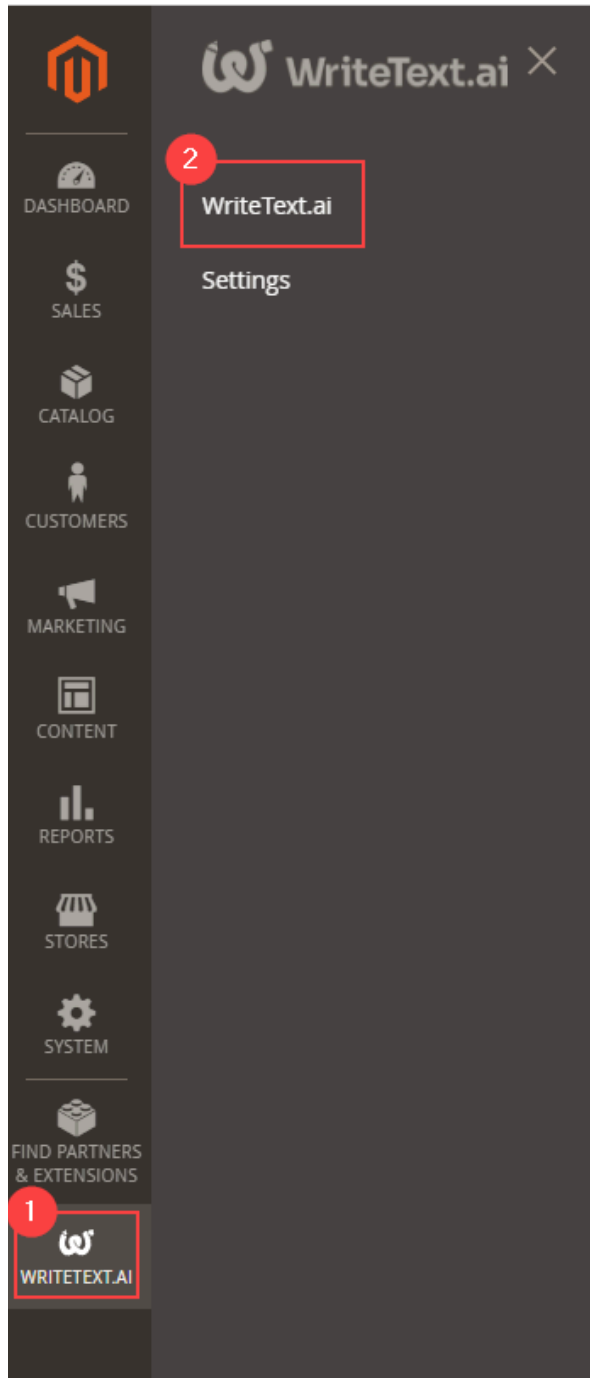 WriteText.ai
2
WriteText.ai
Settings
DASHBOARD
SALES
CATALOG
CUSTOMERS
MARKETING
CONTENT
REPORTS
STORES
SYSTEM
FIND PARTNERS
& EXTENSIONS
1
WRITETEXT.AI